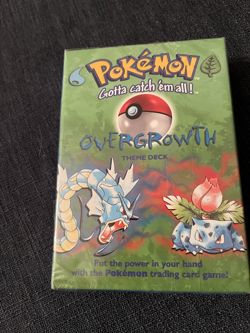 POKéMON
Gotta catch 'em all!™
OVERGROWTH
THEME DECK
Put the power in your hand
with the Pokémon trading card game!